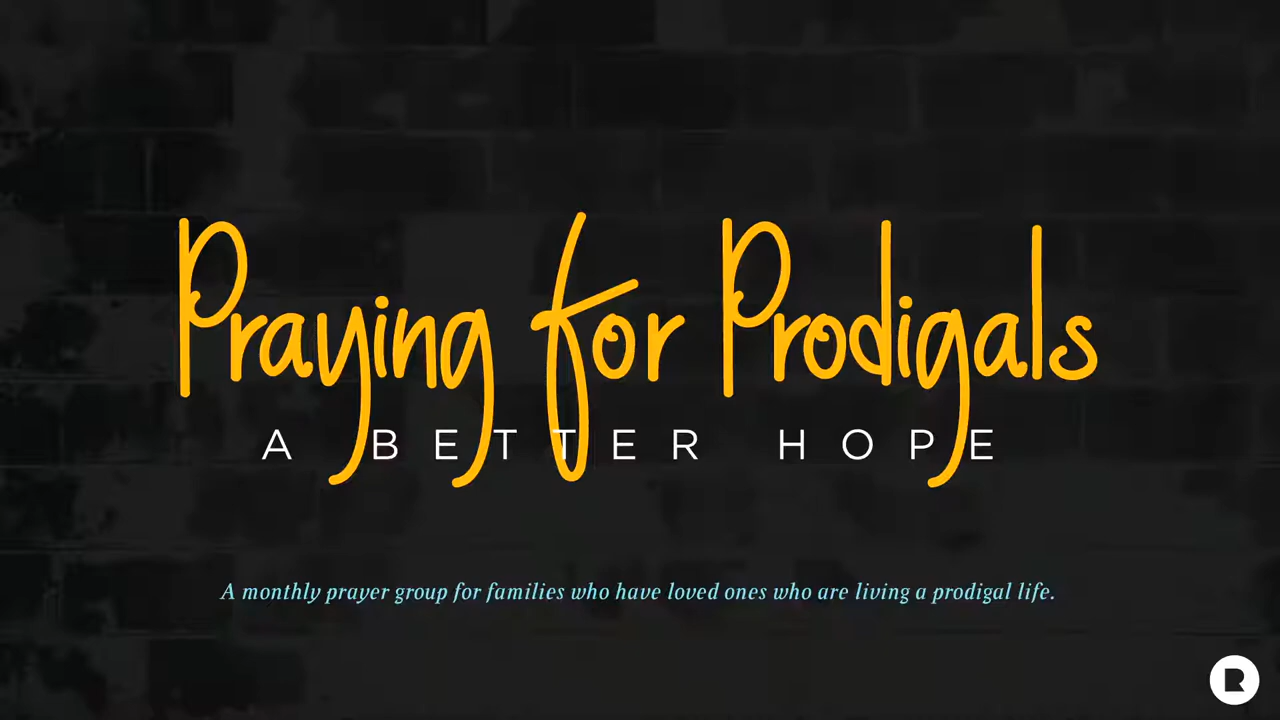 Praying for Prodigals
A BETTER HOPE
A monthly prayer group for families who have loved ones who are living a prodigal life.
R